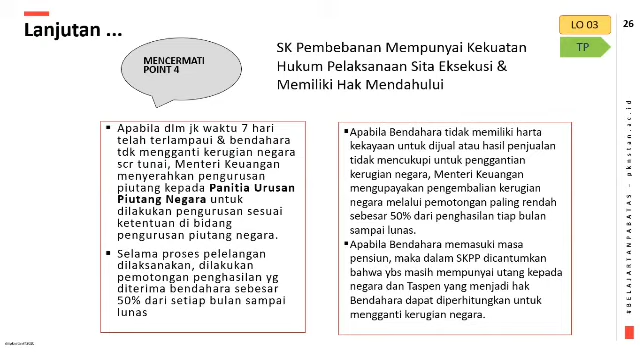 Lanjutan ...
LO 03
26
TP
MENCERMATI
POINT 4
SK Pembebanan Mempunyai Kekuatan
Hukum Pelaksanaan Sita Eksekusi &
Memiliki Hak Mendahului
▪ Apabila dlm jk waktu 7 hari
telah terlampaui & bendahara
tdk mengganti kerugian negara
scr tunai, Menteri Keuangan
menyerahkan pengurusan
piutang kepada Panitia Urusan
Piutang Negara untuk
dilakukan pengurusan sesuai
ketentuan di bidang
pengurusan piutang negara.
▪ Selama proses pelelangan
dilaksanakan, dilakukan
pemotongan penghasilan yg
diterima bendahara sebesar
50% dari setiap bulan sampai
lunas
▪Apabila Bendahara tidak memiliki harta
kekayaan untuk dijual atau hasil penjualan
tidak mencukupi untuk penggantian
kerugian negara, Menteri Keuangan
mengupayakan pengembalian kerugian
negara melalui pemotongan paling rendah
sebesar 50% dari penghasilan tiap bulan
sampai lunas.
▪Apabila Bendahara memasuki masa
pensiun, maka dalam SKPP dicantumkan
bahwa ybs masih mempunyai utang kepada
negara dan Taspen yang menjadi hak
Bendahara dapat diperhitungkan untuk
mengganti kerugian negara.
#BELAJARTANPABATAS – pknstan.ac.id